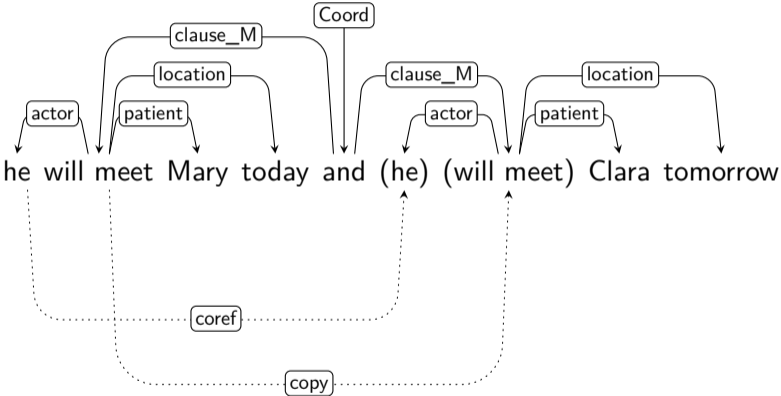 Coord
clause_M
location clause_M location
actor patient actor patient
he will meet Mary today and (he) (will meet) Clara tomorrow
coref
copy